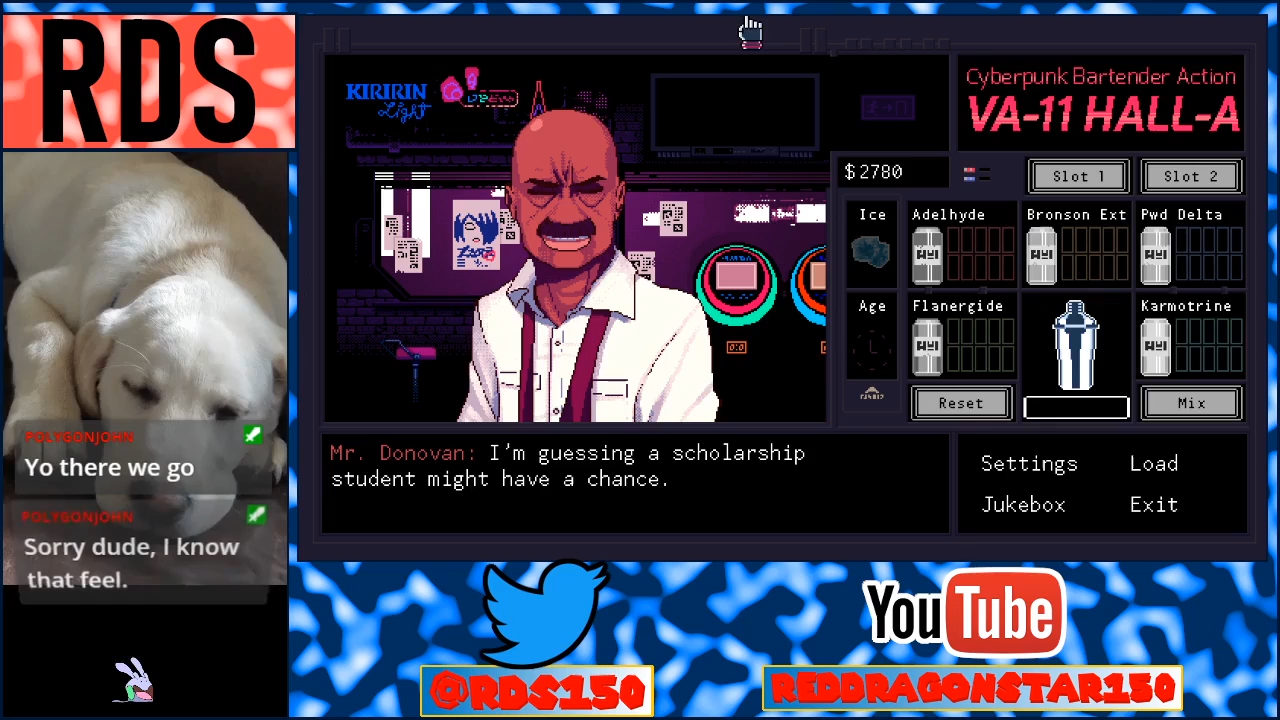 RDS
POLYGONJOHN
Yo there we go
POLYGONJOHN
Sorry dude, I know
that feel.
KIRIRIN
Light
Cyberpunk Bartender Action
VA-11 HALL-A
$2780
Slot 1
Slot 2
Ice
Adelhyde
Bronson Ext
Pwd Delta
Age
Flanergide
Karmotrine
Reset
Mix
Mr. Donovan: I'm guessing a scholarship
student might have a chance.
Settings
Load
Jukebox
Exit
YouTube
@RDS150
REDDRAGONSTAR150